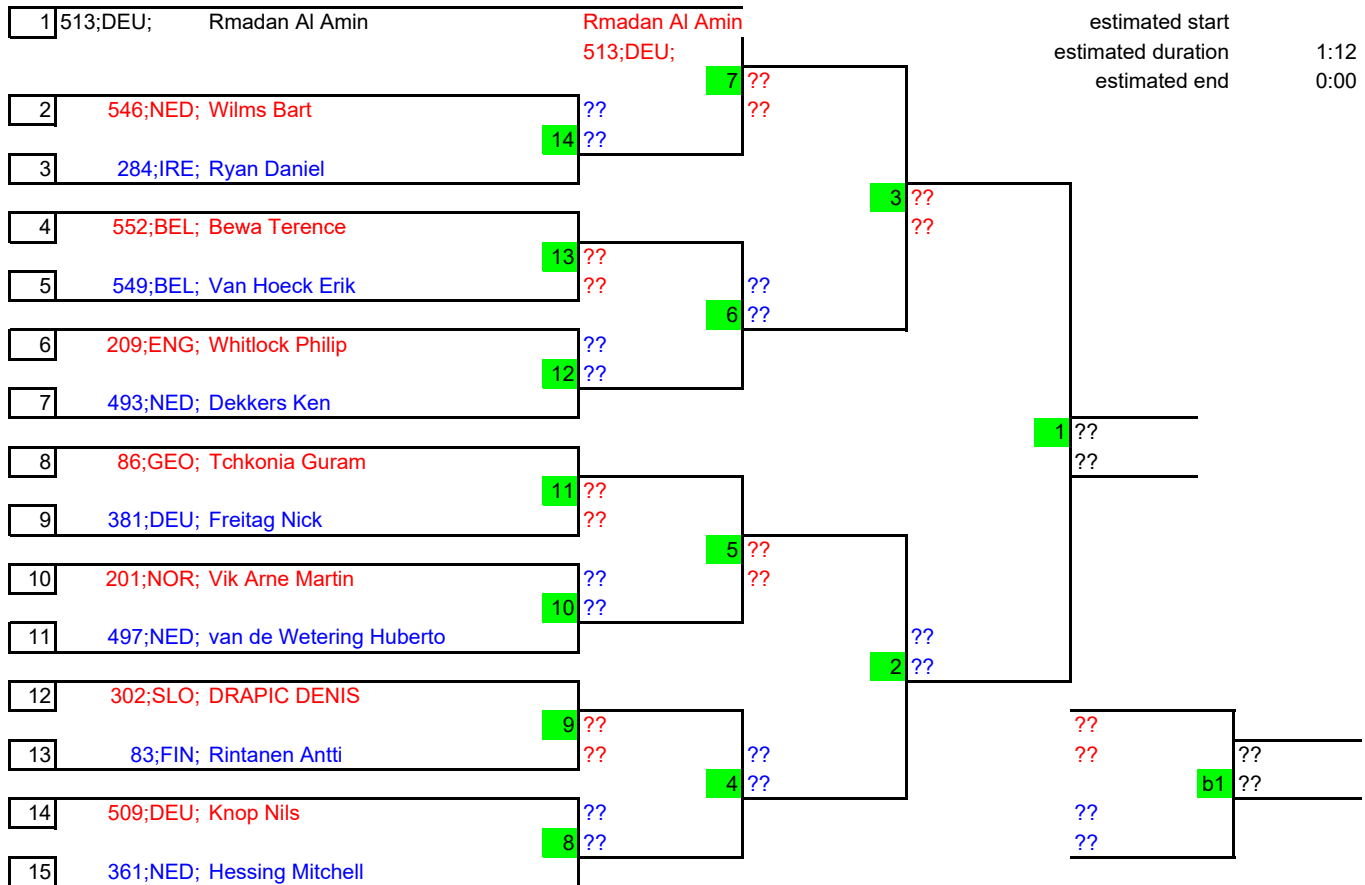 1 513;DEU; Rmadan Al Amin Rmadan Al Amin estimated start
513;DEU; estimated duration 1:12
7 ?? estimated end 0:00
2 546;NED; Wilms Bart ?? ??
14 ??
3 284;IRE; Ryan Daniel
3 ??
4 552;BEL; Bewa Terence ??
13 ??
5 549;BEL; Van Hoeck Erik ?? ??
6 ??
6 209;ENG; Whitlock Philip ??
12 ??
7 493;NED; Dekkers Ken
1 ??
8 86;GEO; Tchkonia Guram ??
11 ??
9 381;DEU; Freitag Nick ??
5 ??
10 201;NOR; Vik Arne Martin ?? ??
10 ??
11 497;NED; van de Wetering Huberto ??
2 ??
12 302;SLO; DRAPIC DENIS
9 ?? ??
13 83;FIN; Rintanen Antti ?? ?? ?? ??
4 ?? b1 ??
14 509;DEU; Knop Nils ?? ??
8 ?? ??
15 361;NED; Hessing Mitchell